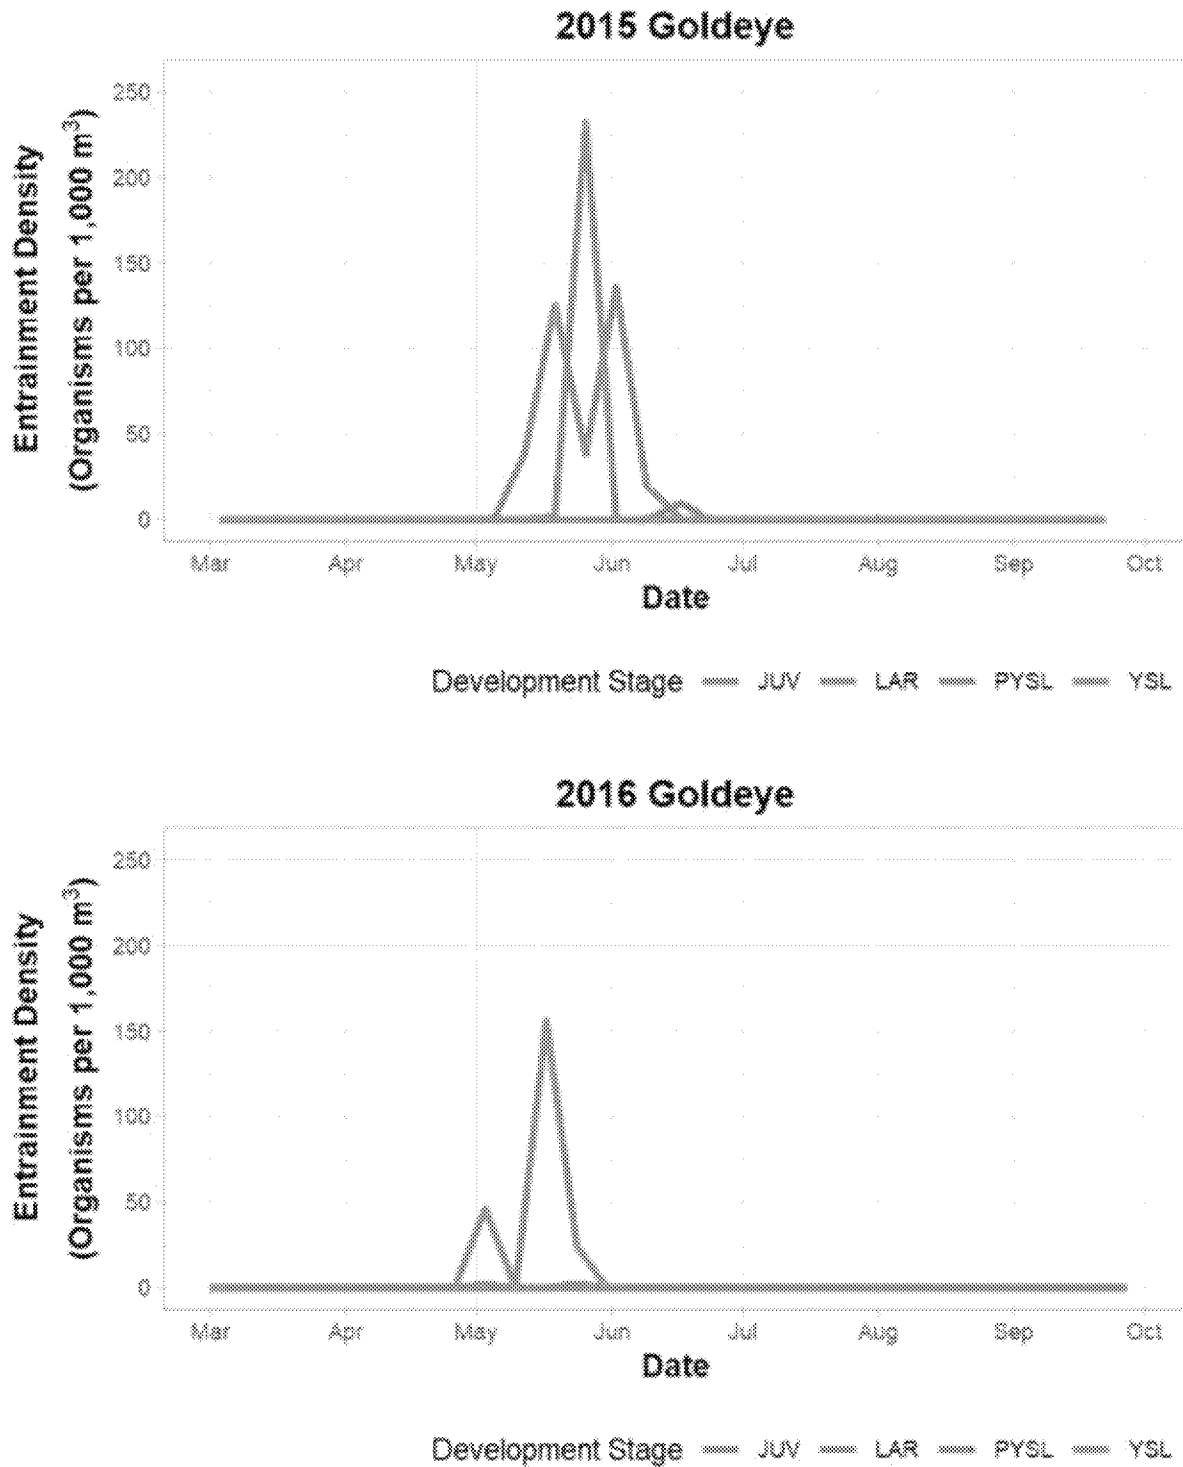 2015 Goldeye
Entrainment Density
(Organisms per 1,000 m³)
250
200
150
100
50
0
Mar Apr May Jun Jul Aug Sep Oct
Date
Development Stage JUV LAR PYSL YSL
2016 Goldeye
Entrainment Density
(Organisms per 1,000 m³)
250
200
150
100
50
0
Mar Apr May Jun Jul Aug Sep Oct
Date
Development Stage JUV LAR PYSL YSL